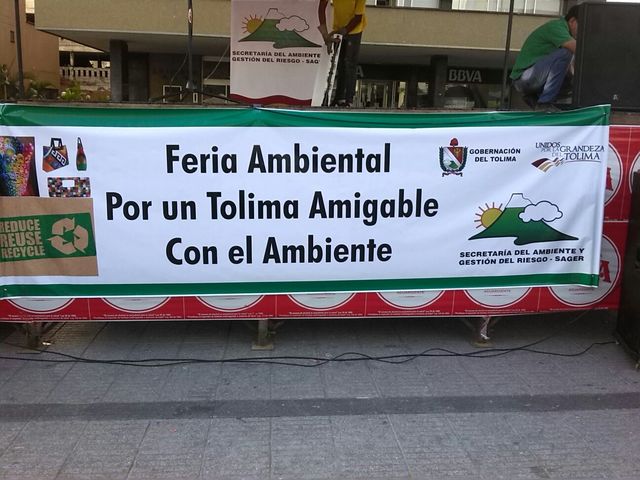 SECRETARÍA DEL AMBIENTE
GESTIÓN DEL RIESGO - SAGER
BBVA
Feria Ambiental
Por un Tolima Amigable
Con el Ambiente
GOBERNACIÓN
DEL TOLIMA
UNIDOS
POR LA GRANDEZA
DEL TOLIMA
SECRETARÍA DEL AMBIENTE Y
GESTIÓN DEL RIESGO - SAGER
REDUCE
REUSE
RECYCLE